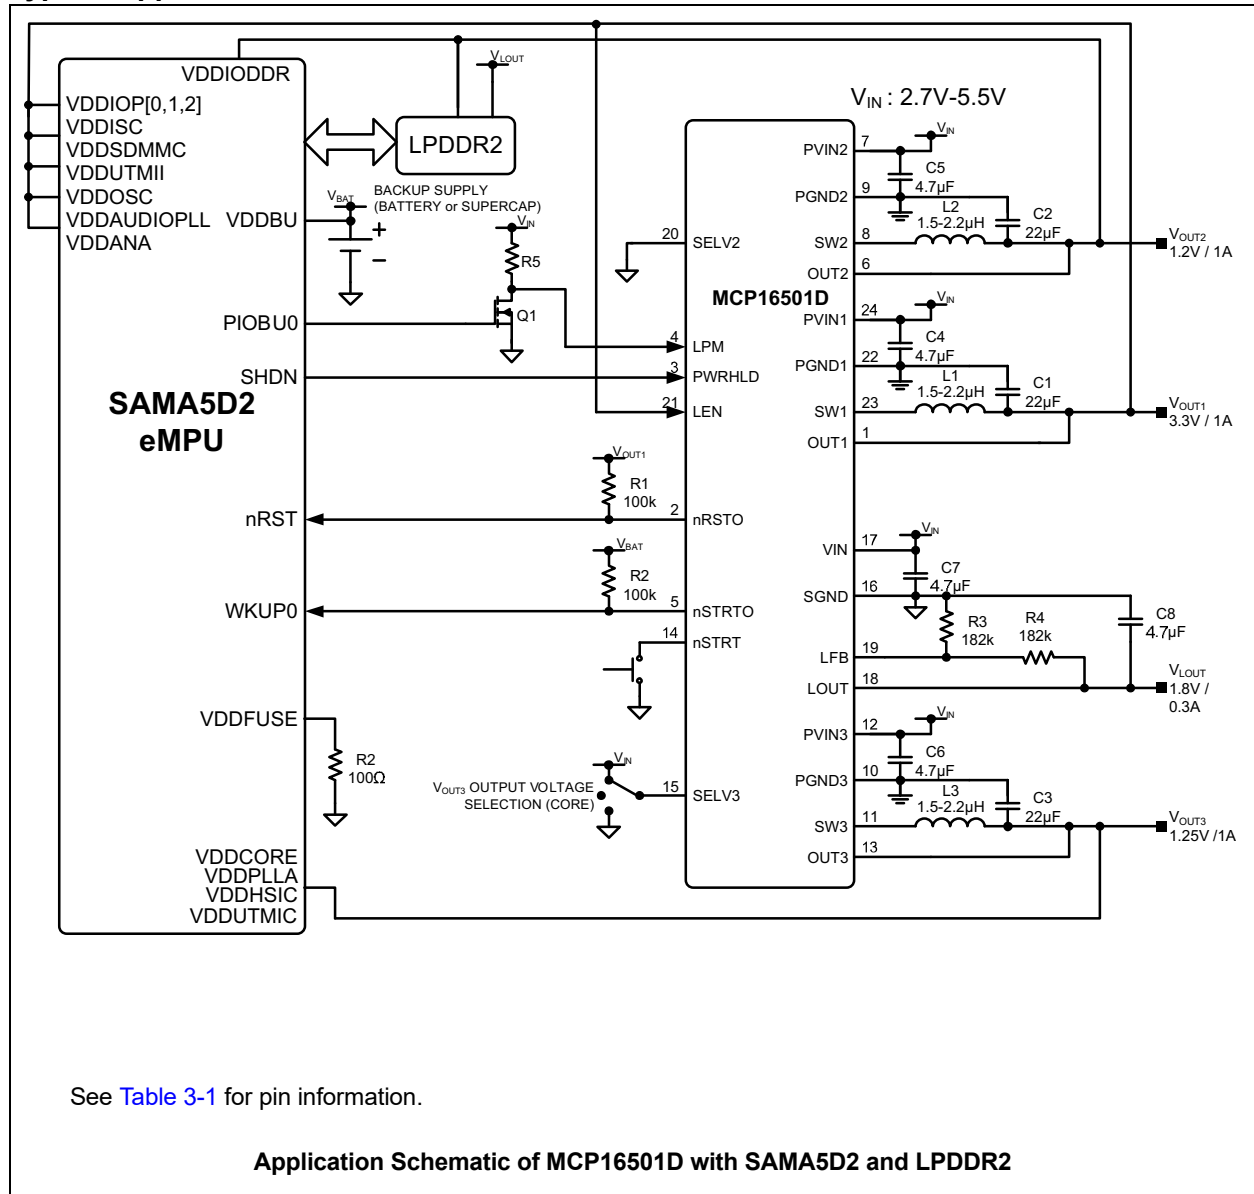 VDDIODDR
VDDIOP[0,1,2]
VDDISC
VDDSDMMC
VDDUTMII
VDDOSC
VDDAUDIOPLL
VDDANA
VDDBU
PIOBU0
SHDN
SAMA5D2
eMPU
nRST
WKUP0
VDDFUSE
VDDCORE
VDDPLLA
VDDHSIC
VDDUTMIC
VLOUT
LPDDR2
VBAT
BACKUP SUPPLY
(BATTERY or SUPERCAP)
+
−
VIN
R5
Q1
VOUT1
R1
100k
VBAT
R2
100k
R2
100Ω
VIN
VOUT3 OUTPUT VOLTAGE
SELECTION (CORE)
20 SELV2
MCP16501D
4 LPM
3 PWRHLD
21 LEN
2 nRSTO
5 nSTRTO
14 nSTRT
15 SELV3
VIN : 2.7V-5.5V
PVIN2 7 VIN
C5
4.7µF
PGND2 9
L2
1.5-2.2µH
C2
22µF
SW2 8
OUT2 6
VOUT2
1.2V / 1A
PVIN1 24 VIN
C4
4.7µF
PGND1 22
L1
1.5-2.2µH
C1
22µF
SW1 23
OUT1 1
VOUT1
3.3V / 1A
VIN 17 VIN
C7
4.7µF
SGND 16
R3
182k
R4
182k
C8
4.7µF
LFB 19
LOUT 18
VLOUT
1.8V /
0.3A
PVIN3 12 VIN
C6
4.7µF
PGND3 10
L3
1.5-2.2µH
C3
22µF
SW3 11
OUT3 13
VOUT3
1.25V /1A
See Table 3-1 for pin information.
Application Schematic of MCP16501D with SAMA5D2 and LPDDR2